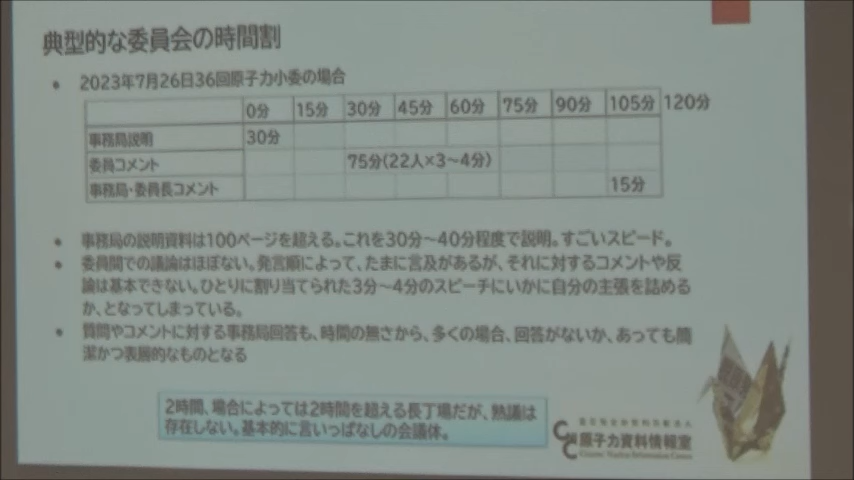 典型的な委員会の時間割
• 2023年7月26日36回原子力小委の場合
0分 15分 30分 45分 60分 75分 90分 105分 120分
事務局説明 30分
委員コメント 75分(22人×3～4分)
事務局・委員長コメント 15分
• 事務局の説明資料は100ページを超える。これを30分～40分程度で説明。すごいスピード。
• 委員間での議論はほぼない。発言順によって、たまに言及があるが、それに対するコメントや反
論は基本できない。ひとりに割り当てられた3分～4分のスピーチにいかに自分の主張を詰める
か、となってしまっている。
• 質問やコメントに対する事務局回答も、時間の無さから、多くの場合、回答がないか、あっても簡
潔かつ表層的なものとなる
2時間、場合によっては2時間を超える長丁場だが、熟議は
存在しない。基本的に言いっぱなしの会議体。
原子力資料情報室
Citizens' Nuclear Information Center